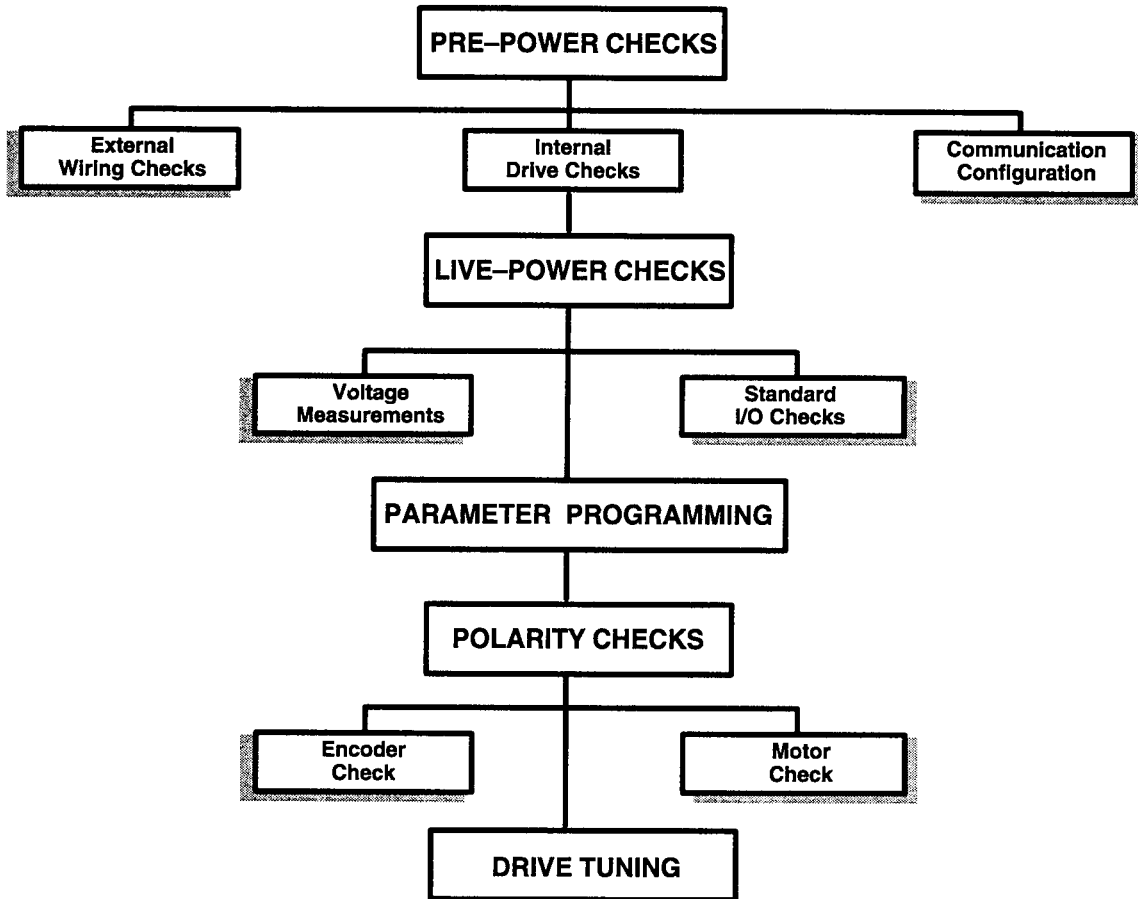 PRE–POWER CHECKS
External
Wiring Checks
Internal
Drive Checks
Communication
Configuration
LIVE–POWER CHECKS
Voltage
Measurements
Standard
I/O Checks
PARAMETER PROGRAMMING
POLARITY CHECKS
Encoder
Check
Motor
Check
DRIVE TUNING